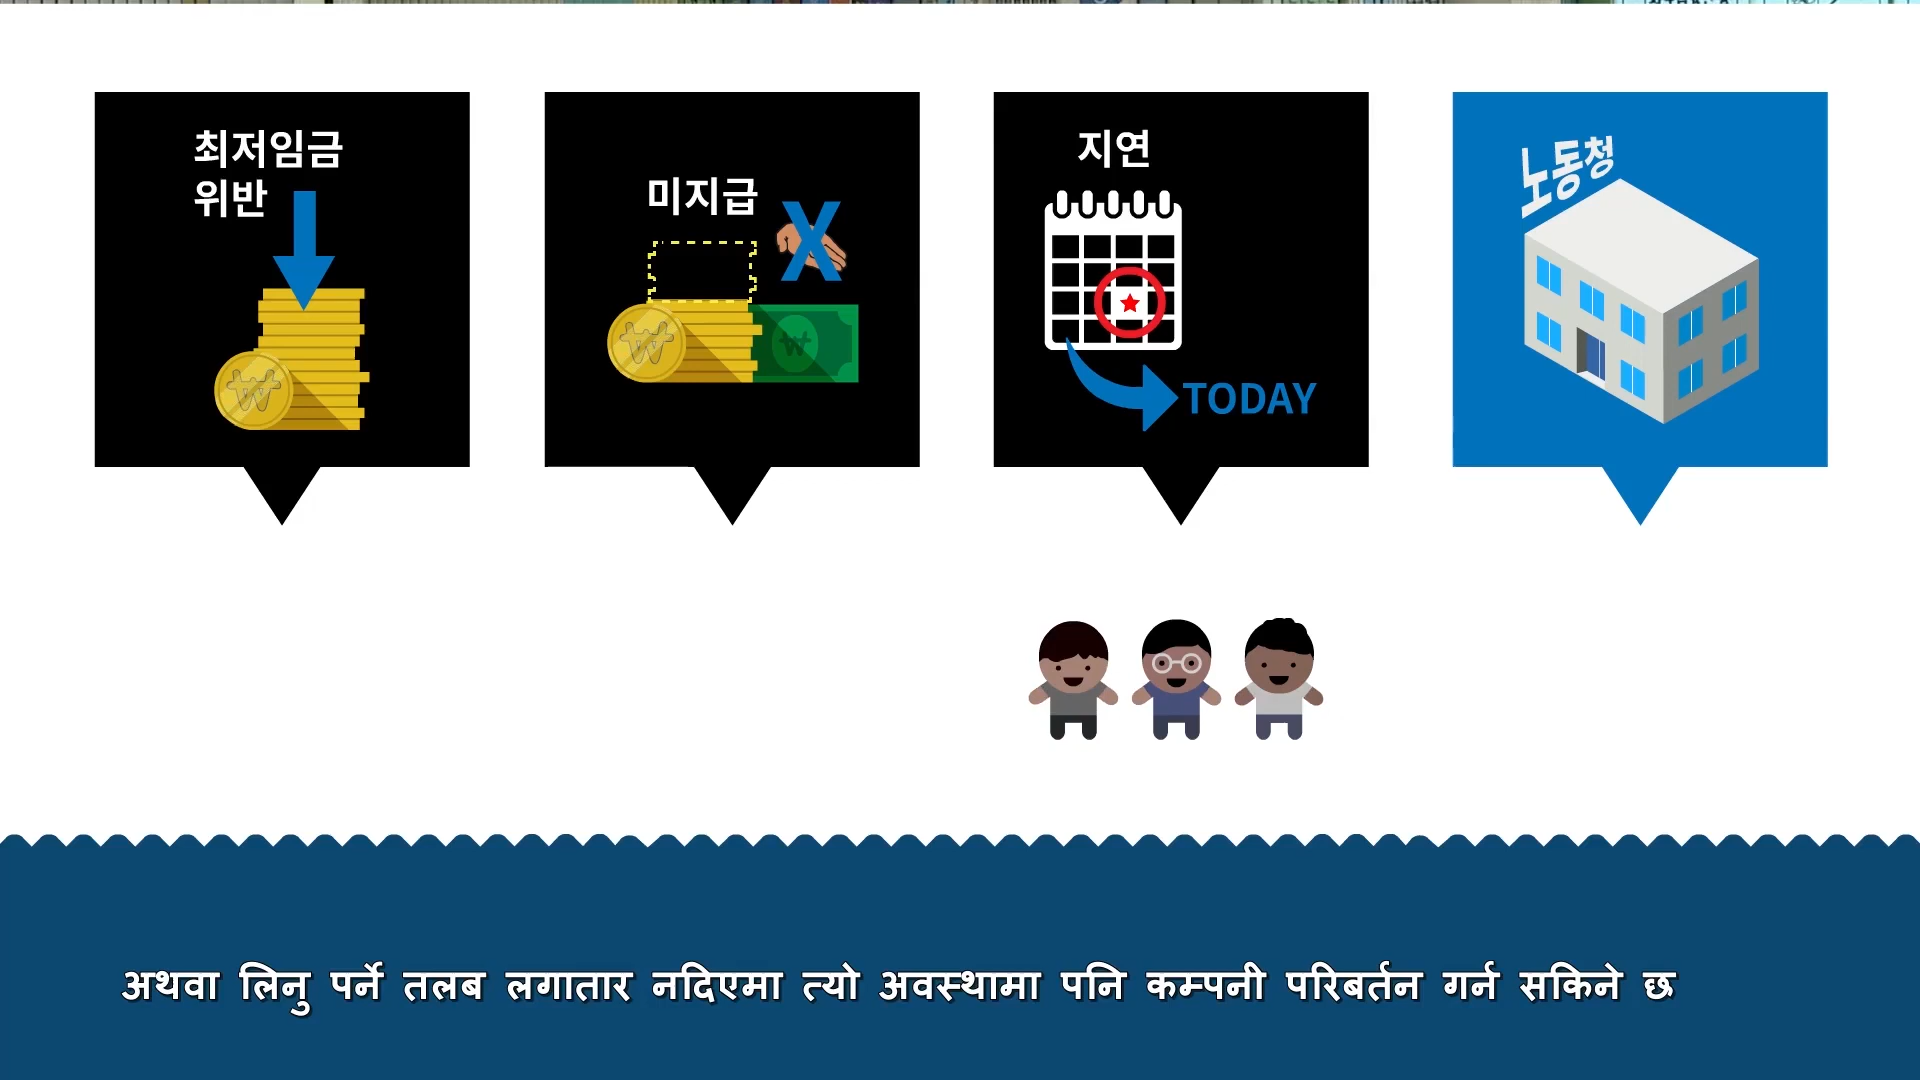 최저임금
위반
미지급
X
지연
TODAY
노동청
अथवा लिनु पर्ने तलब लगातार नदिएमा त्यो अवस्थामा पनि कम्पनी परिबर्तन गर्न सकिने छ